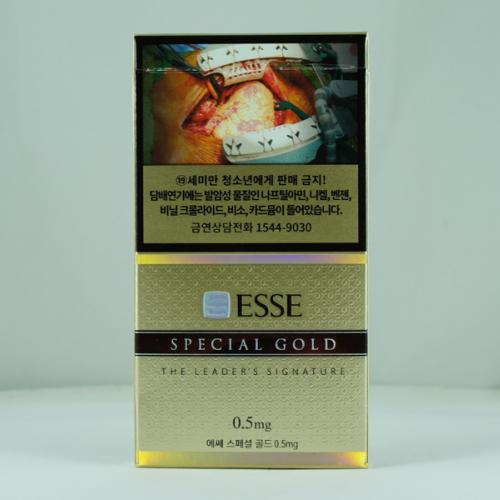 ⑲세미만 청소년에게 판매 금지!
담배연기에는 발암성 물질인 나프틸아민, 니켈, 벤젠,
비닐 크롤라이드, 비소, 카드뮴이 들어있습니다.
금연상담전화 1544-9030
ESSE
SPECIAL GOLD
THE LEADER'S SIGNATURE
0.5mg
에쎄 스페셜 골드 0.5mg